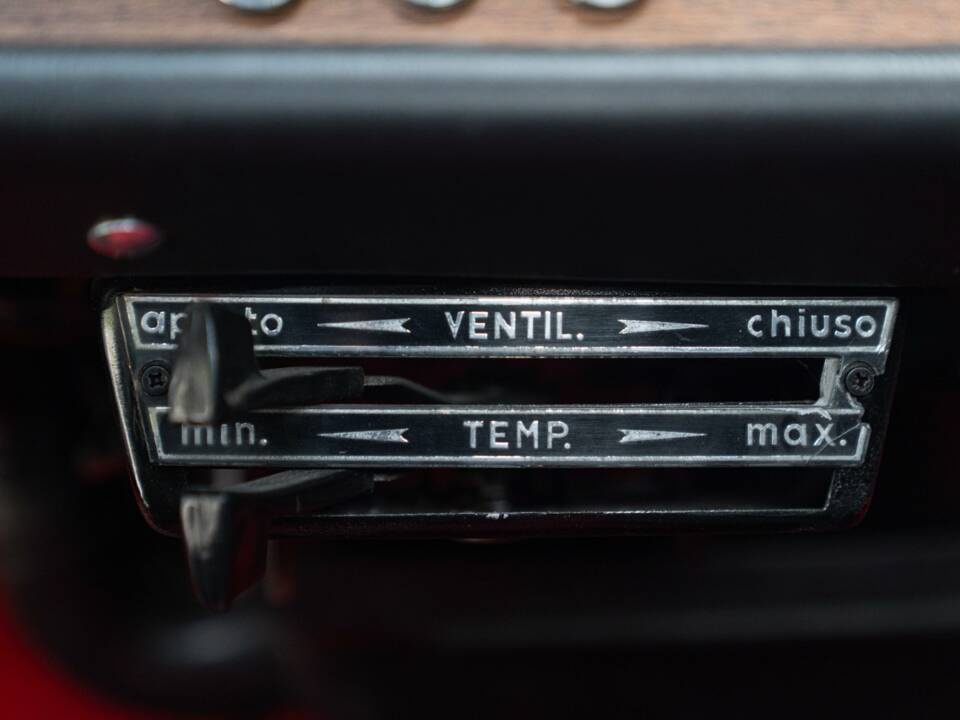 VENTIL. chiuso
min. TEMP. max.